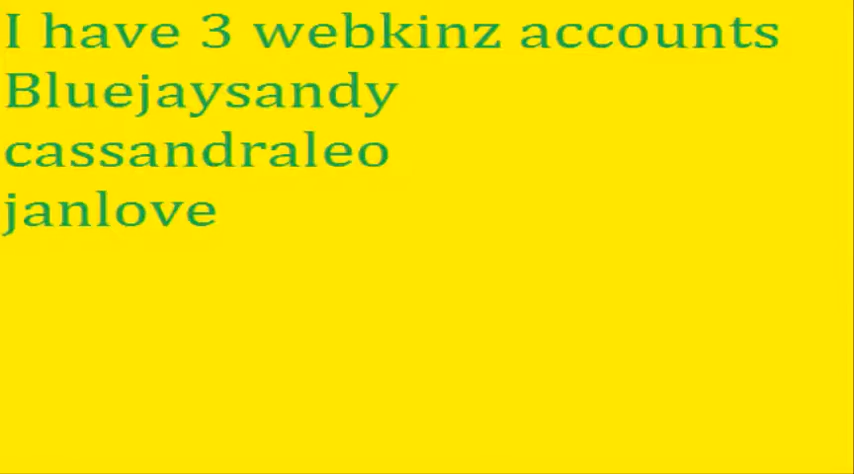 I have 3 webkinz accounts
Bluejaysandy
cassandraleo
janlove